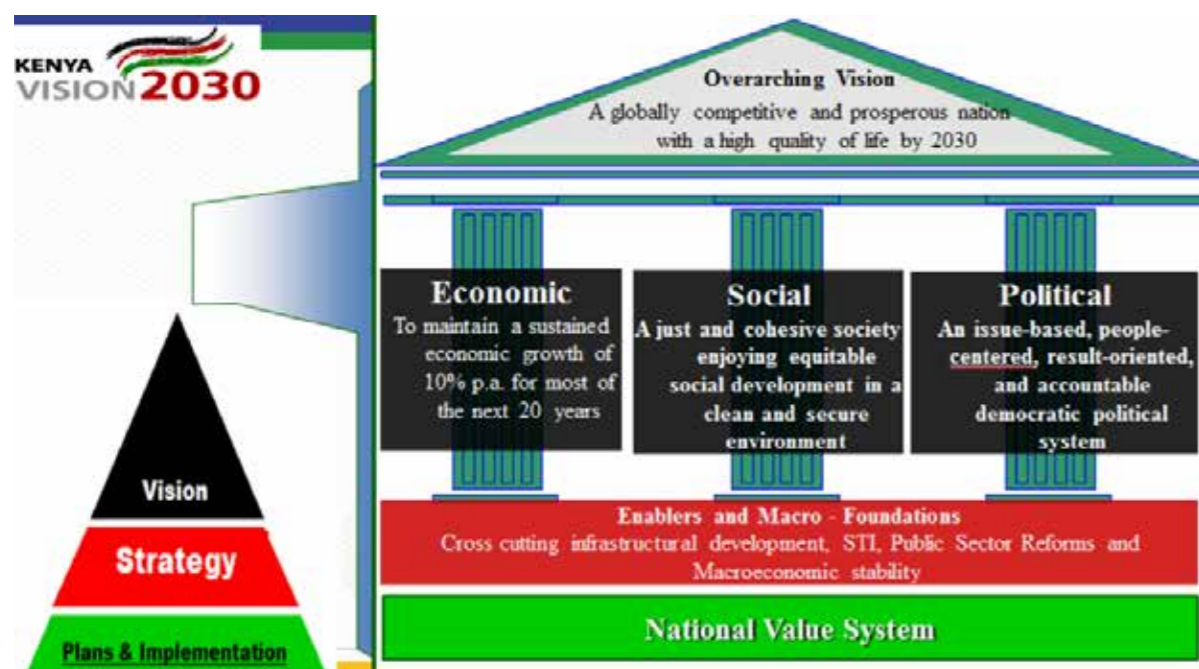 KENYA
VISION 2030
Vision
Strategy
Plans & Implementation
Overarching Vision
A globally competitive and prosperous nation
with a high quality of life by 2030
Economic
To maintain a sustained
economic growth of
10% p.a. for most of
the next 20 years
Social
A just and cohesive society
enjoying equitable
social development in a
clean and secure
environment
Political
An issue-based, people-
centered, result-oriented,
and accountable
democratic political
system
Enablers and Macro - Foundations
Cross cutting infrastructural development, STI, Public Sector Reforms and
Macroeconomic stability
National Value System